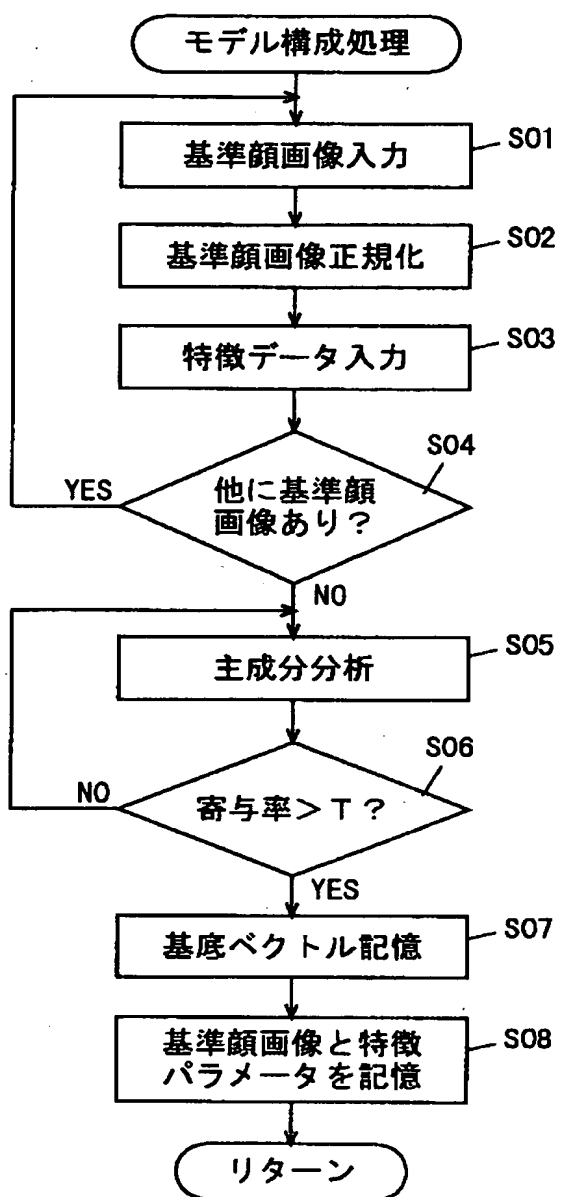 モデル構成処理
基準顔画像入力
S01
基準顔画像正規化
S02
特徴データ入力
S03
S04
YES
他に基準顔
画像あり?
NO
主成分分析
S05
S06
NO
寄与率>T?
YES
基底ベクトル記憶
S07
基準顔画像と特徴
パラメータを記憶
S08
リターン